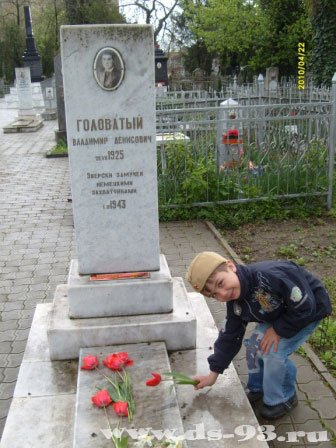 2010/04/22
ГОЛОВАТЫЙ
ВЛАДИМИР ДЕНИСОВИЧ
1925
ЗВЕРСКИ ЗАМУЧЕН
НЕМЕЦКИМИ
ЗАХВАТЧИКАМИ
1943
www.ds-93.ru